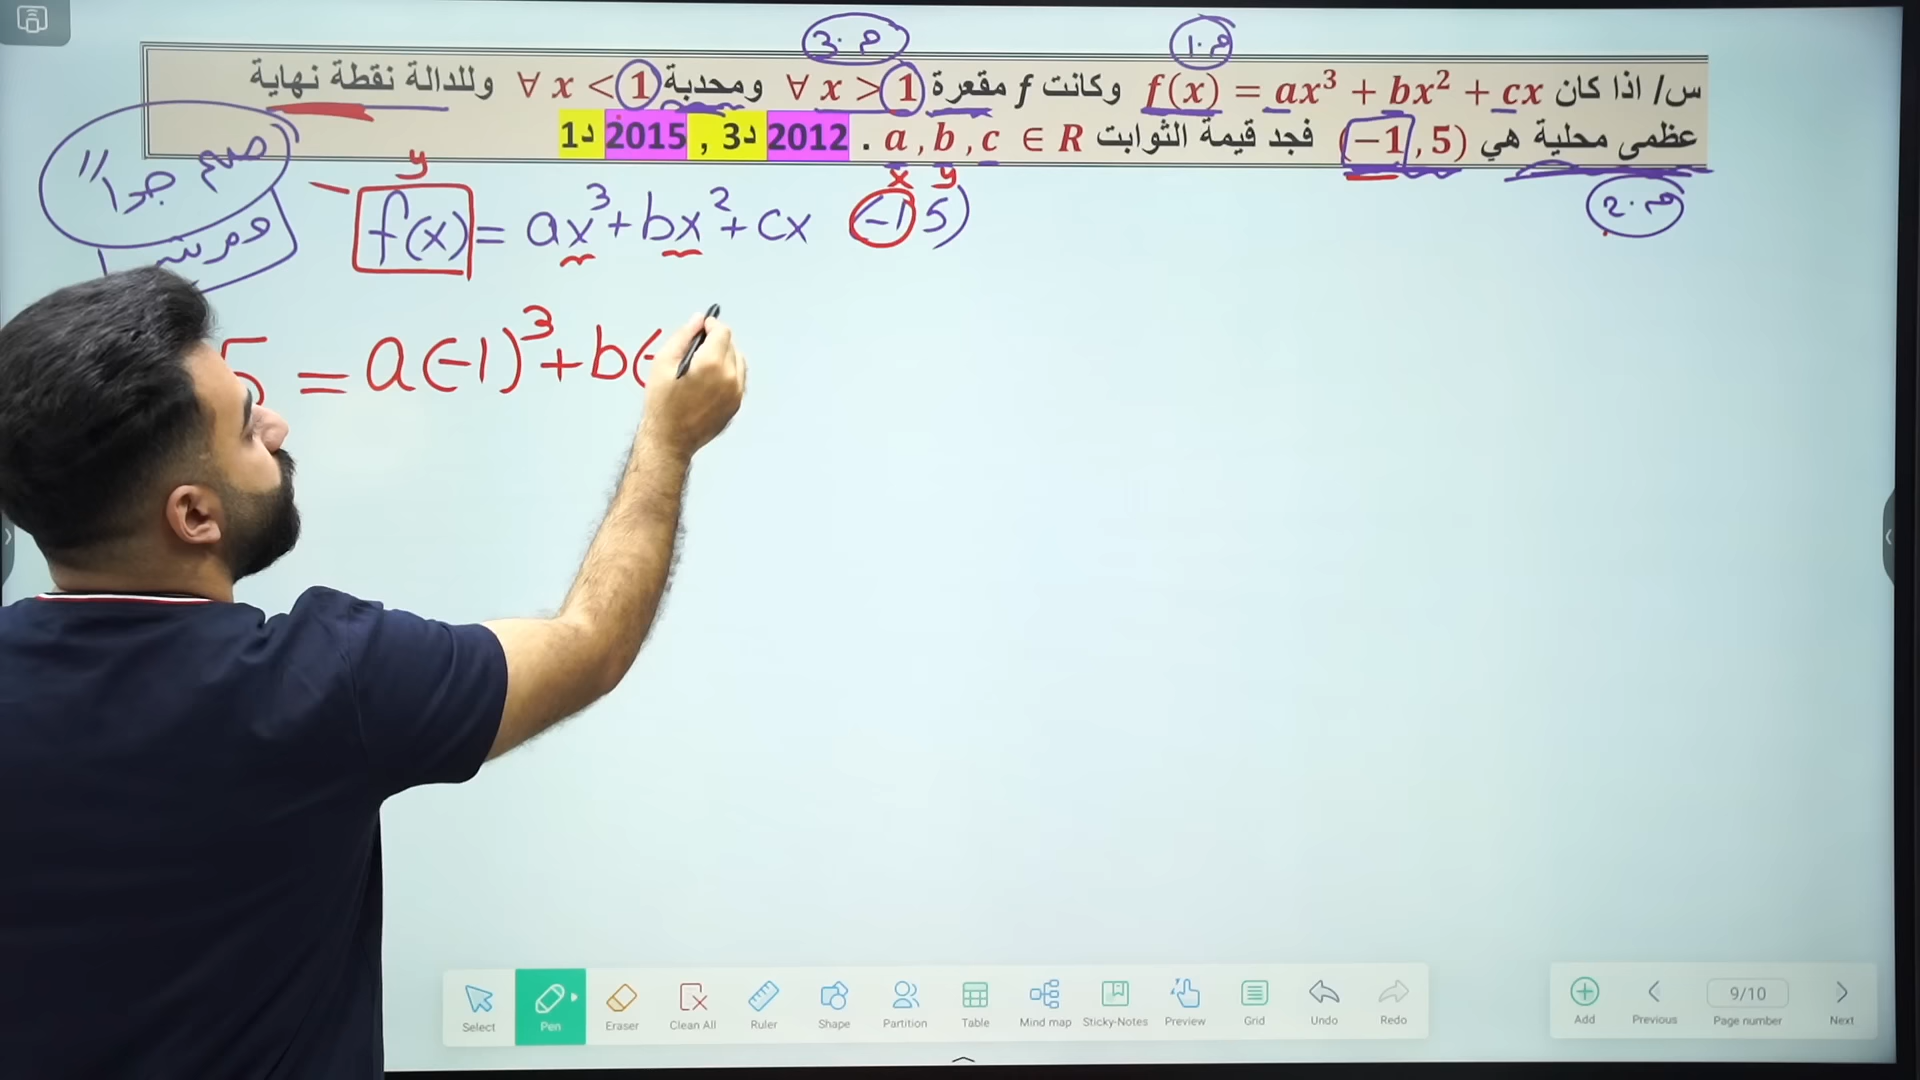 م.3 م.1
س/ اذا كان f(x) = ax³ + bx² + cx وكانت f مقعرة ∀ x > 1 ومحدبة ∀ x < 1 وللدالة نقطة نهاية
عظمى محلية هي (−1 , 5) فجد قيمة الثوابت a , b , c ∈ R . 2012 د3 , 2015 د1
م.2
مهم جداً
y x y
f(x) = ax³ + bx² + cx (-1 5)
5 = a(-1)³ + b(-
Select Pen Eraser Clean All Ruler Shape Partition Table Mind map Sticky-Notes Preview Grid Undo Redo
Add Previous 9/10 Page number Next